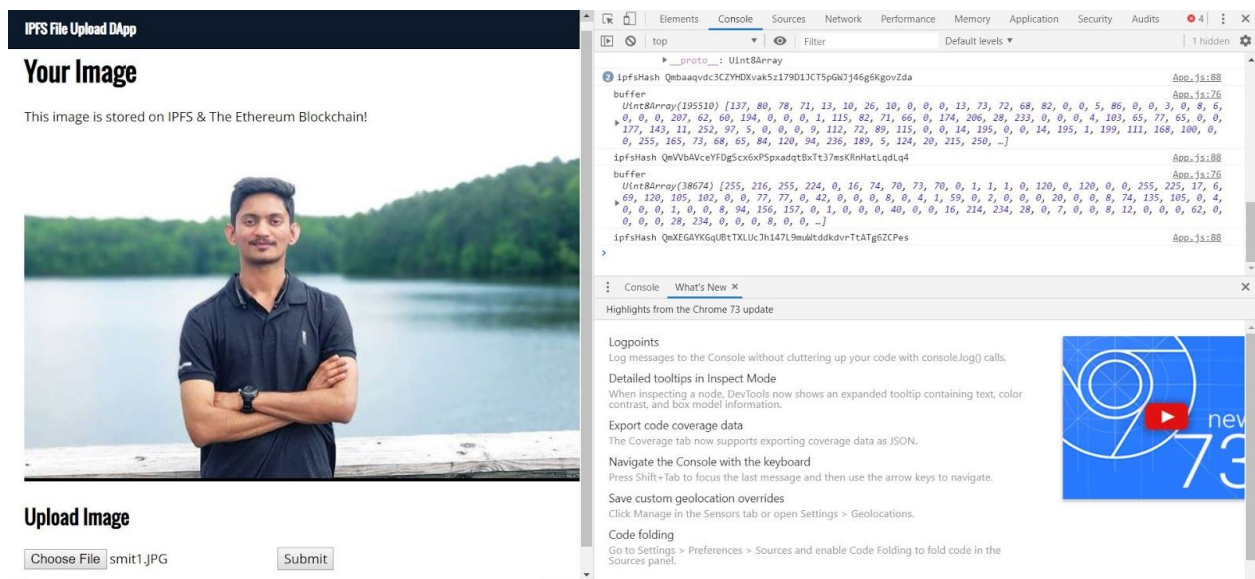 IPFS File Upload DApp
Your Image
This image is stored on IPFS & The Ethereum Blockchain!
Upload Image
Choose File smit1.JPG Submit
Elements Console Sources Network Performance Memory Application Security Audits 4
top Filter Default levels ▼ 1 hidden
▶ __proto__: Uint8Array
2 ipfsHash Qmbaaqvdc3CZYHDXvak5z179D1JCT5pGWJj46g6KgovZda App.js:88
buffer App.js:76
Uint8Array(195510) [137, 80, 78, 71, 13, 10, 26, 10, 0, 0, 0, 13, 73, 72, 68, 82, 0, 0, 5, 86, 0, 0, 3, 0, 8, 6,
0, 0, 0, 207, 62, 60, 194, 0, 0, 0, 1, 115, 82, 71, 66, 0, 174, 206, 28, 233, 0, 0, 0, 4, 103, 65, 77, 65, 0, 0,
177, 143, 11, 252, 97, 5, 0, 0, 0, 9, 112, 72, 89, 115, 0, 0, 14, 195, 0, 0, 14, 195, 1, 199, 111, 168, 100, 0,
0, 255, 165, 73, 68, 65, 84, 120, 94, 236, 189, 5, 124, 20, 215, 250, …]
ipfsHash QmVVbAVceYFDgScx6xPSpxadqtBxTt37msKRnHatLqdLq4 App.js:88
buffer App.js:76
Uint8Array(38674) [255, 216, 255, 224, 0, 16, 74, 70, 73, 70, 0, 1, 1, 1, 0, 120, 0, 120, 0, 0, 255, 225, 17, 6,
69, 120, 105, 102, 0, 0, 77, 77, 0, 42, 0, 0, 0, 8, 0, 4, 1, 59, 0, 2, 0, 0, 0, 20, 0, 0, 8, 74, 135, 105, 0, 4,
0, 0, 0, 1, 0, 0, 8, 94, 156, 157, 0, 1, 0, 0, 0, 40, 0, 0, 16, 214, 234, 28, 0, 7, 0, 0, 8, 12, 0, 0, 0, 62, 0,
0, 0, 0, 28, 234, 0, 0, 0, 8, 0, 0, …]
ipfsHash QmXEGAYKGqUBtTXLUcJh147L9muWtddkdvrTtATg6ZCPes App.js:88
Console What's New ×
Highlights from the Chrome 73 update
Logpoints
Log messages to the Console without cluttering up your code with console.log() calls.
Detailed tooltips in Inspect Mode
When inspecting a node, DevTools now shows an expanded tooltip containing text, color
contrast, and box model information.
Export code coverage data
The Coverage tab now supports exporting coverage data as JSON.
Navigate the Console with the keyboard
Press Shift+Tab to focus the last message and then use the arrow keys to navigate.
Save custom geolocation overrides
Click Manage in the Sensors tab or open Settings > Geolocations.
Code folding
Go to Settings > Preferences > Sources and enable Code Folding to fold code in the
Sources panel.
new
73